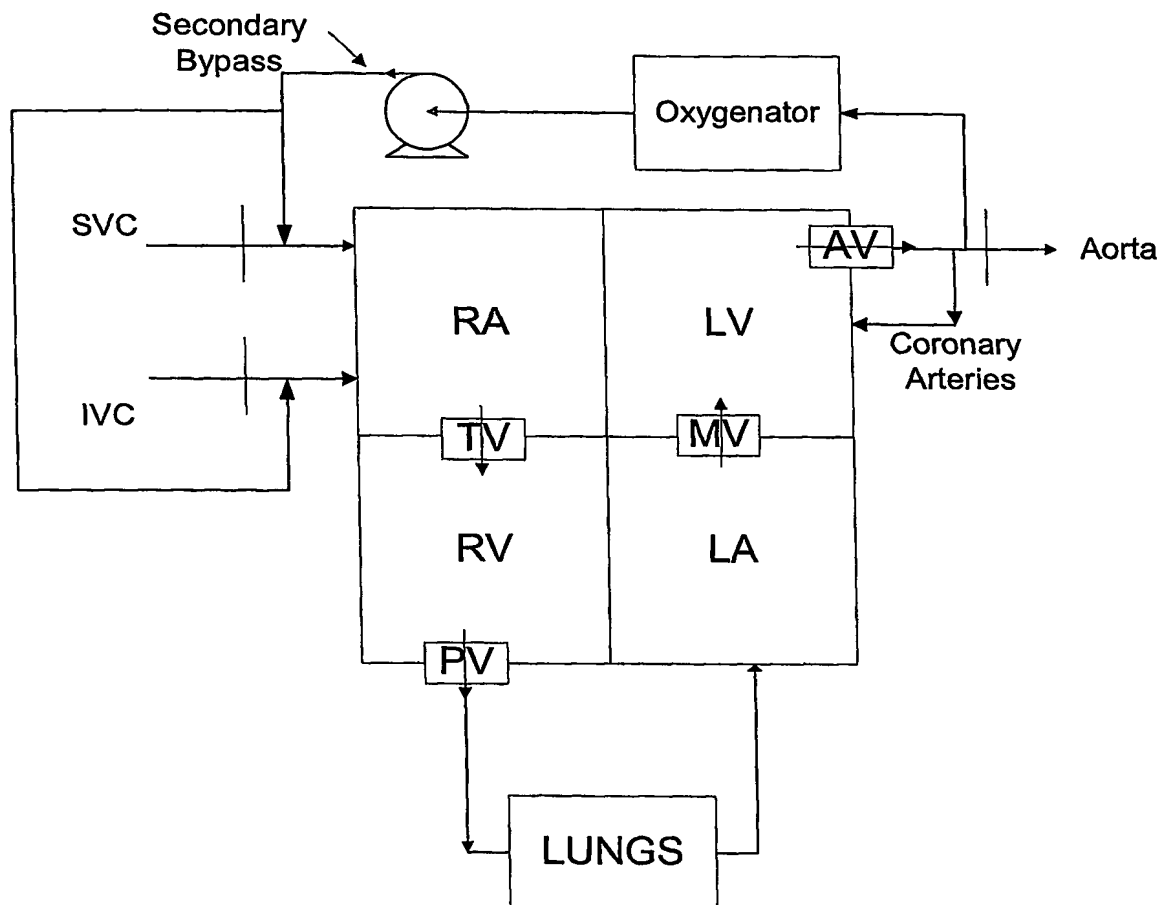 Secondary
Bypass
Oxygenator
SVC
AV
Aorta
RA
LV
Coronary
Arteries
IVC
TV
MV
RV
LA
PV
LUNGS